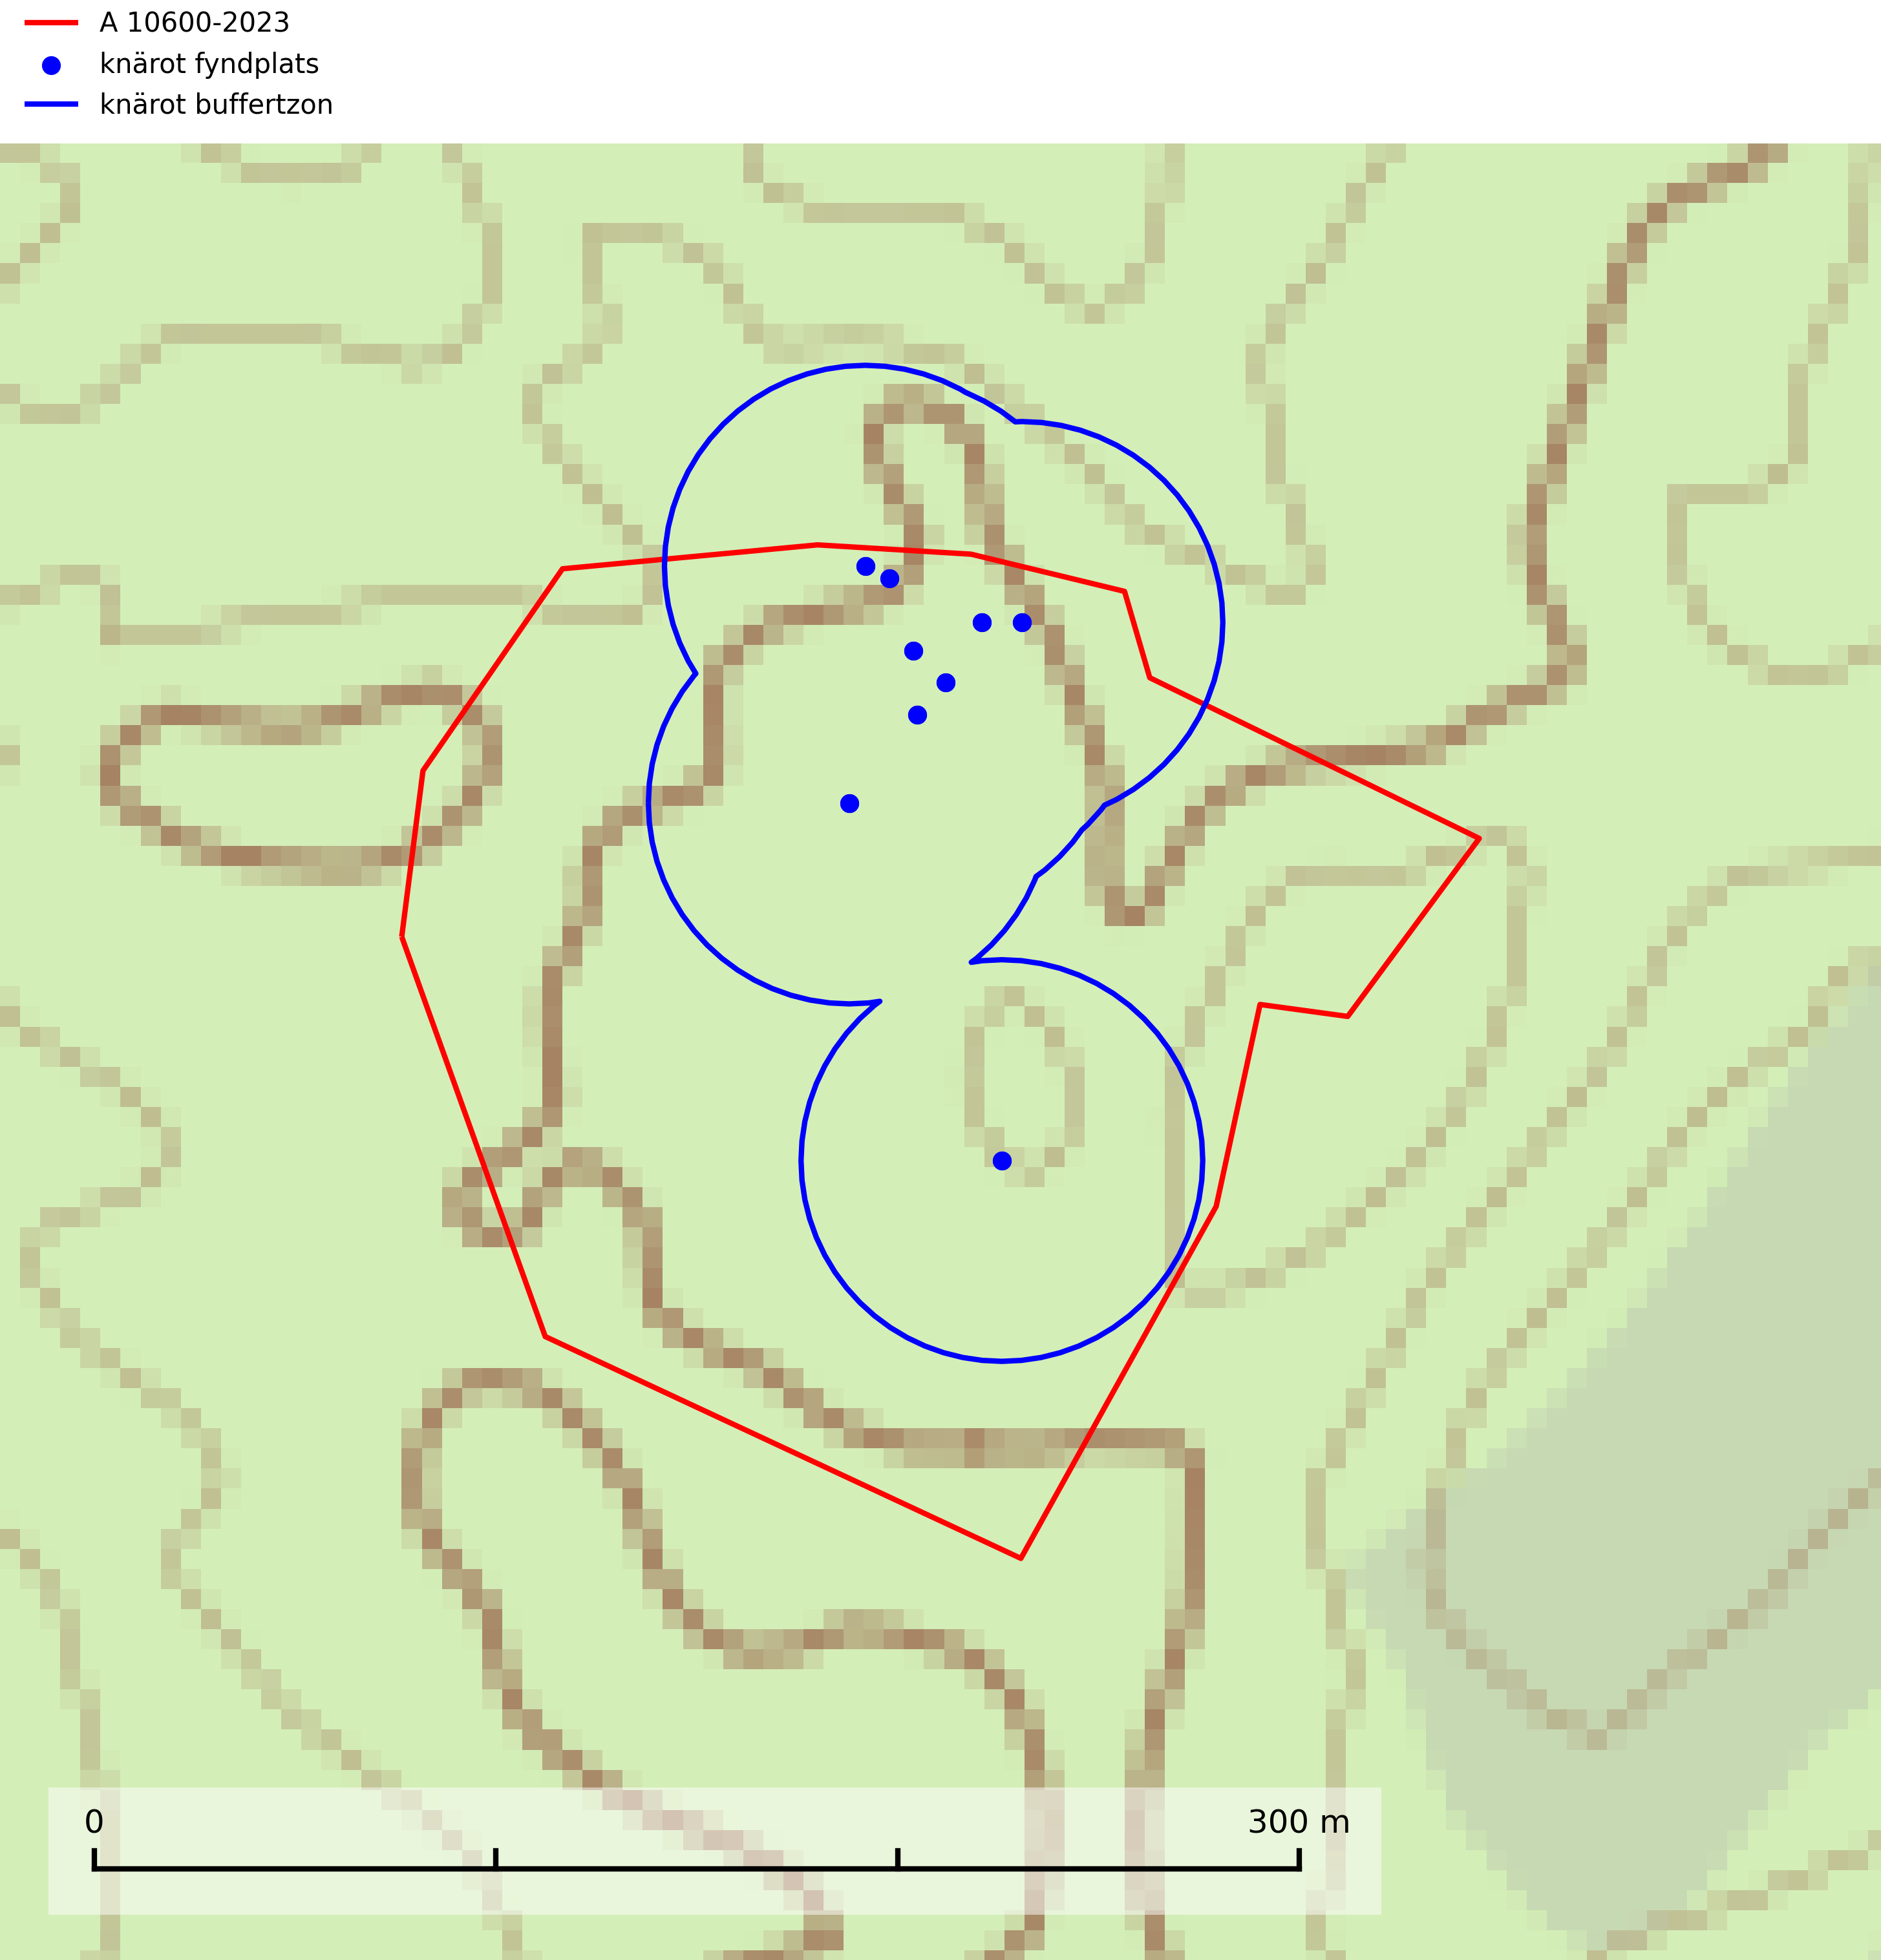 A 10600-2023
knärot fyndplats
knärot buffertzon
0 300 m